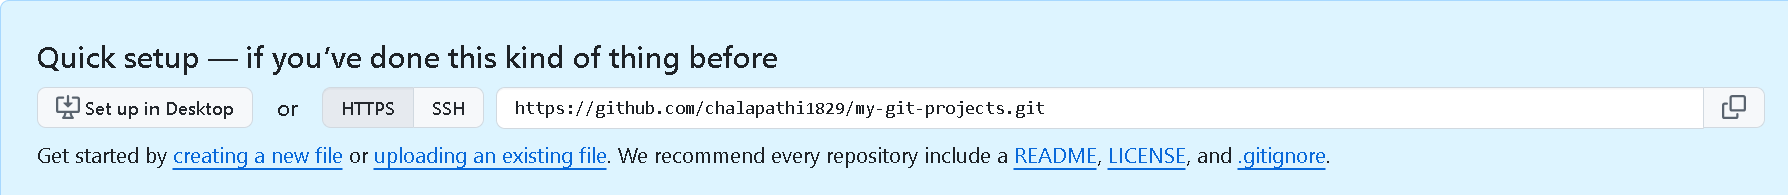 Quick setup — if you’ve done this kind of thing before
Set up in Desktop or HTTPS SSH https://github.com/chalapathi1829/my-git-projects.git
Get started by creating a new file or uploading an existing file. We recommend every repository include a README, LICENSE, and .gitignore.